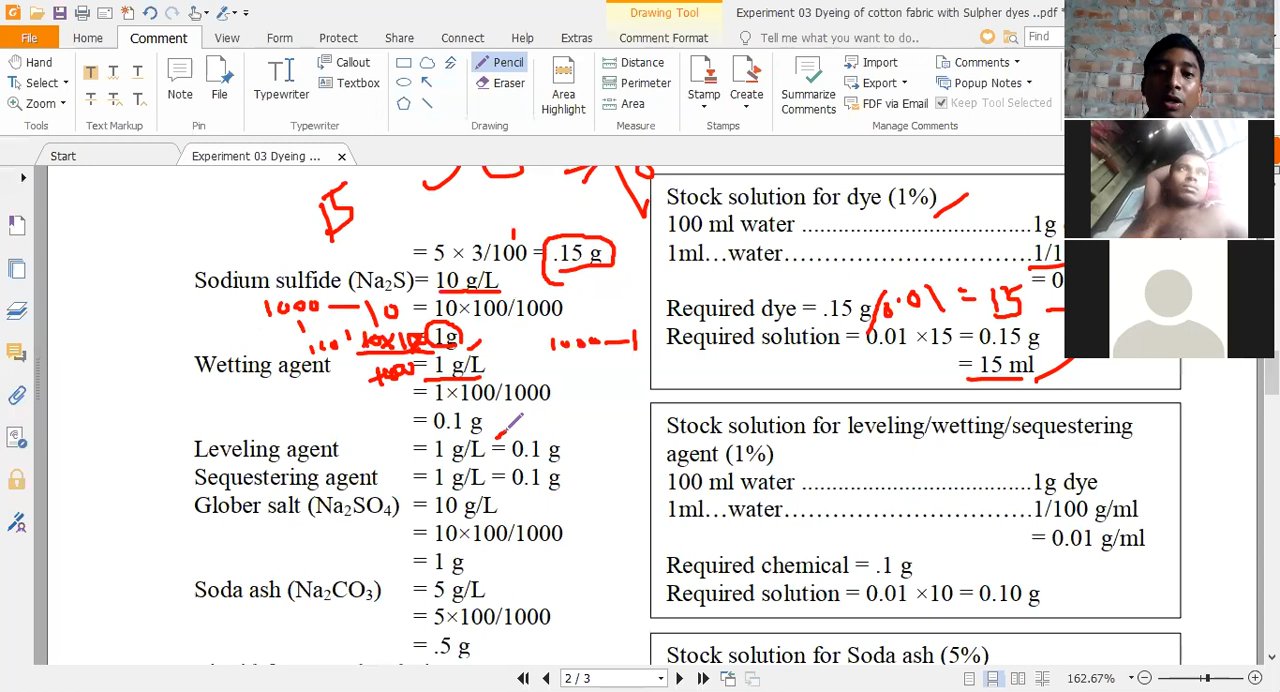 Drawing Tool
Experiment 03 Dyeing of cotton fabric with Sulpher dyes ..pdf *
File Home Comment View Form Protect Share Connect Help Extras Comment Format
Tell me what you want to do..
Find
Hand
Select
Zoom
Tools
Text Markup
Note
File
Pin
Typewriter
Callout
Textbox
Typewriter
Pencil
Eraser
Drawing
Area Highlight
Distance
Perimeter
Area
Measure
Stamp
Create
Stamps
Summarize Comments
Import
Export
FDF via Email
Comments
Popup Notes
Keep Tool Selected
Manage Comments
Start
Experiment 03 Dyeing ...
15
= 5 × 3/100 = .15 g
Sodium sulfide (Na₂S)= 10 g/L
= 10×100/1000
1000 — 10
1g
1000 — 1
Wetting agent = 1 g/L
= 1×100/1000
= 0.1 g
Leveling agent = 1 g/L = 0.1 g
Sequestering agent = 1 g/L = 0.1 g
Glober salt (Na₂SO₄) = 10 g/L
= 10×100/1000
= 1 g
Soda ash (Na₂CO₃) = 5 g/L
= 5×100/1000
= .5 g
Stock solution for dye (1%)
100 ml water ........................................1g
1ml…water……………………………1/1
= 0
Required dye = .15 g/0.01 = 15
Required solution = 0.01 ×15 = 0.15 g
= 15 ml
Stock solution for leveling/wetting/sequestering
agent (1%)
100 ml water ........................................1g dye
1ml…water……………………………1/100 g/ml
= 0.01 g/ml
Required chemical = .1 g
Required solution = 0.01 ×10 = 0.10 g
Stock solution for Soda ash (5%)
2 / 3
162.67%